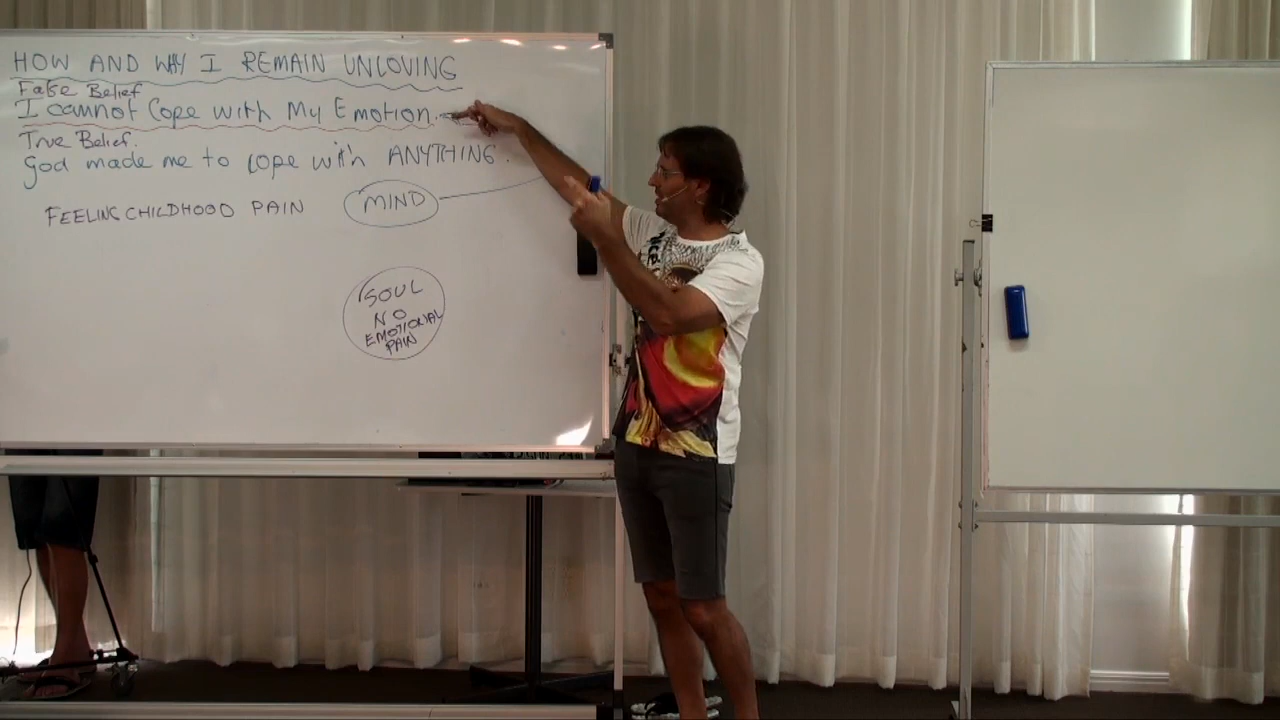 HOW AND WHY I REMAIN UNLOVING
False Belief
I cannot Cope with My Emotion.
True Belief.
God made me to cope with ANYTHING.
FEELING CHILDHOOD PAIN
MIND
SOUL
NO
EMOTIONAL
PAIN